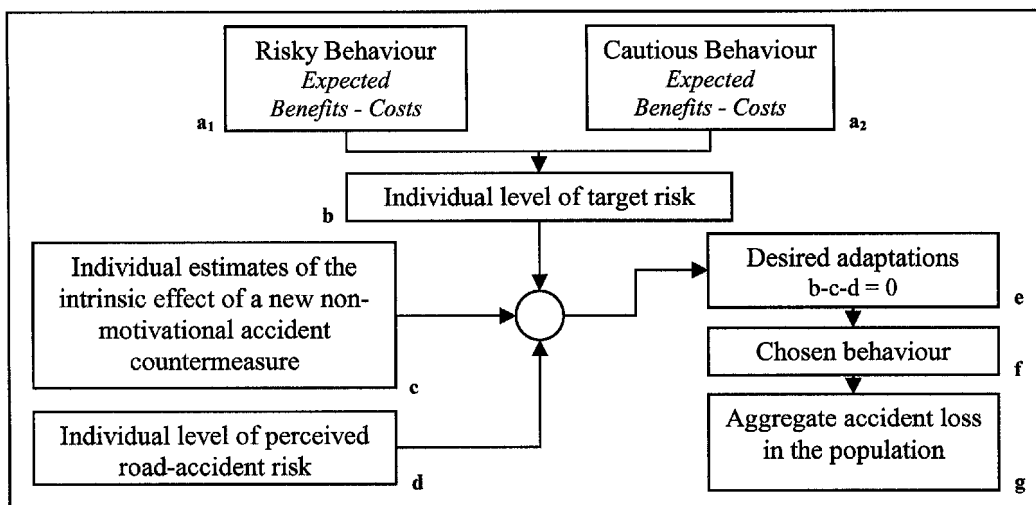 Risky Behaviour
Expected
Benefits - Costs
a1
Cautious Behaviour
Expected
Benefits - Costs
a2
Individual level of target risk
b
Individual estimates of the
intrinsic effect of a new non-
motivational accident
countermeasure
c
Individual level of perceived
road-accident risk
d
Desired adaptations
b-c-d = 0
e
Chosen behaviour
f
Aggregate accident loss
in the population
g